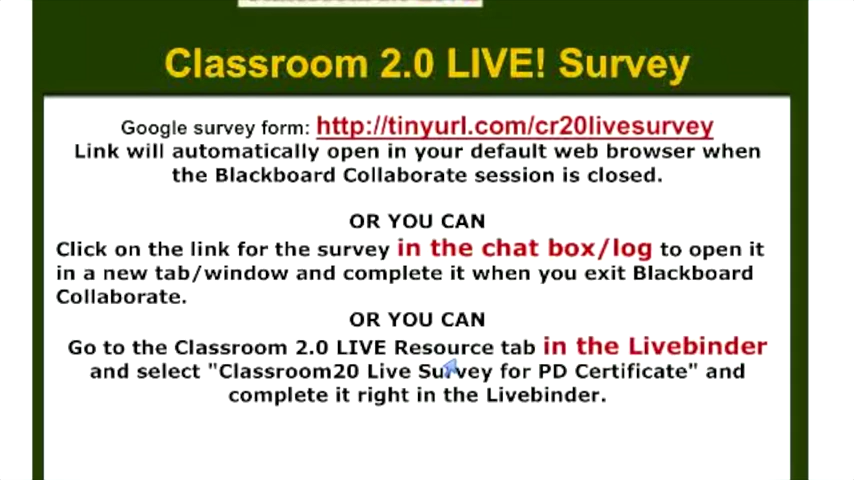 Classroom 2.0 LIVE! Survey
Google survey form: http://tinyurl.com/cr20livesurvey
Link will automatically open in your default web browser when
the Blackboard Collaborate session is closed.
OR YOU CAN
Click on the link for the survey in the chat box/log to open it
in a new tab/window and complete it when you exit Blackboard
Collaborate.
OR YOU CAN
Go to the Classroom 2.0 LIVE Resource tab in the Livebinder
and select "Classroom20 Live Survey for PD Certificate" and
complete it right in the Livebinder.